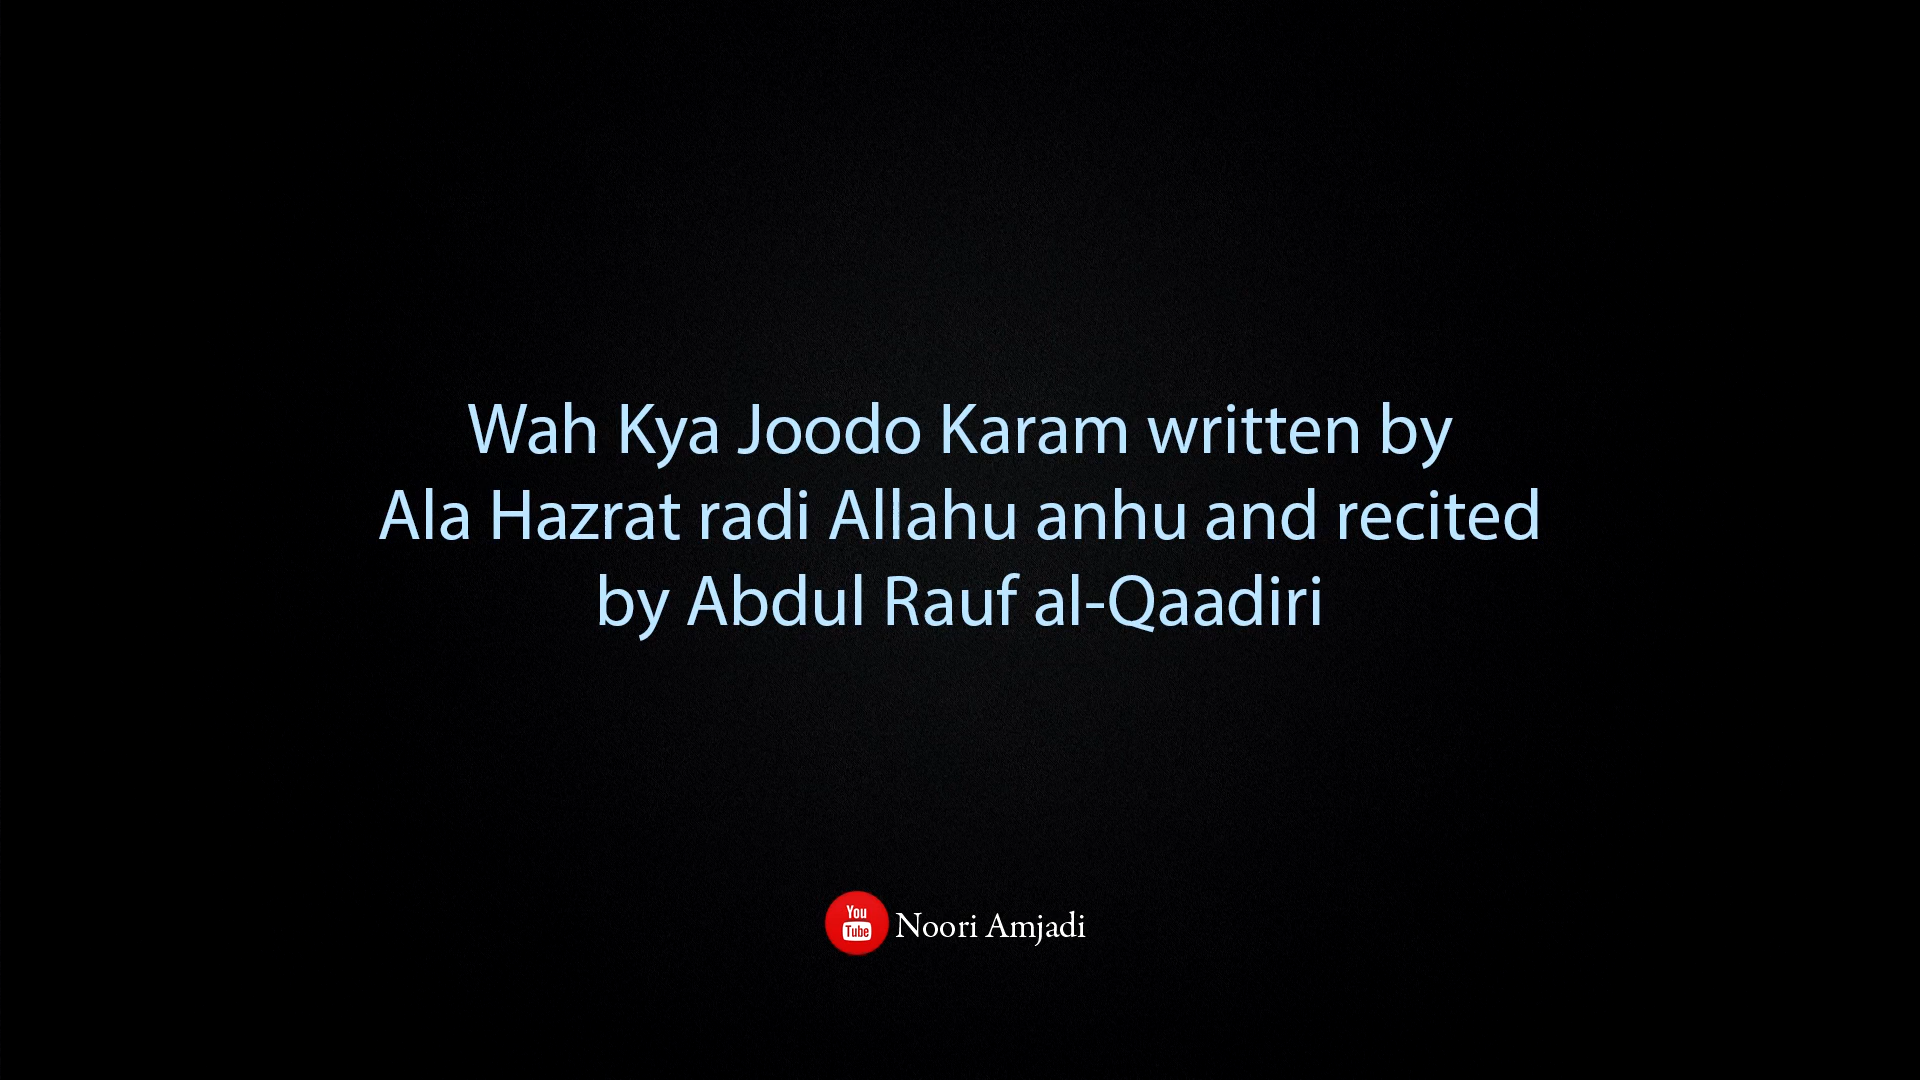 Wah Kya Joodo Karam written by
Ala Hazrat radi Allahu anhu and recited
by Abdul Rauf al-Qaadiri
You
Tube
Noori Amjadi